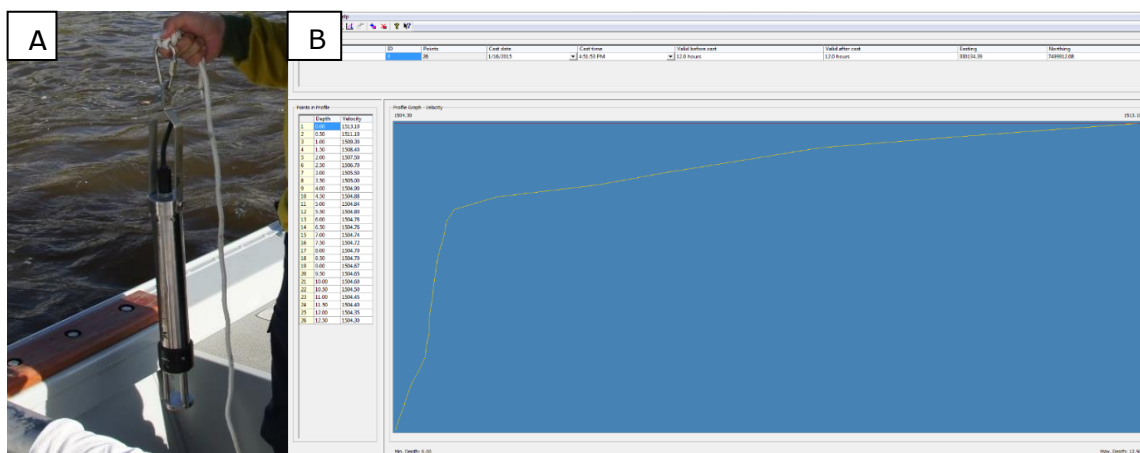 A
B
ID Points Cast date Cast time Valid before cast Valid after cast Easting Northing
26 1/16/2015 4:51:53 PM 12.0 hours 12.0 hours
Points in Profile
Depth Velocity
1 0.00 1513.10
2 0.50 1511.10
3 1.00 1509.30
4 1.50 1508.40
5 2.00 1507.50
6 2.50 1506.70
7 3.00 1505.50
8 3.50 1505.00
9 4.00 1504.90
10 4.50 1504.88
11 5.00 1504.84
12 5.50 1504.80
13 6.00 1504.78
14 6.50 1504.76
15 7.00 1504.74
16 7.50 1504.72
17 8.00 1504.70
18 8.50 1504.70
19 9.00 1504.67
20 9.50 1504.65
21 10.00 1504.60
22 10.50 1504.50
23 11.00 1504.45
24 11.50 1504.40
25 12.00 1504.35
26 12.50 1504.30
Profile Graph - Velocity
1504.30 1513.10
Min. Depth: 0.00 Max. Depth: 12.50